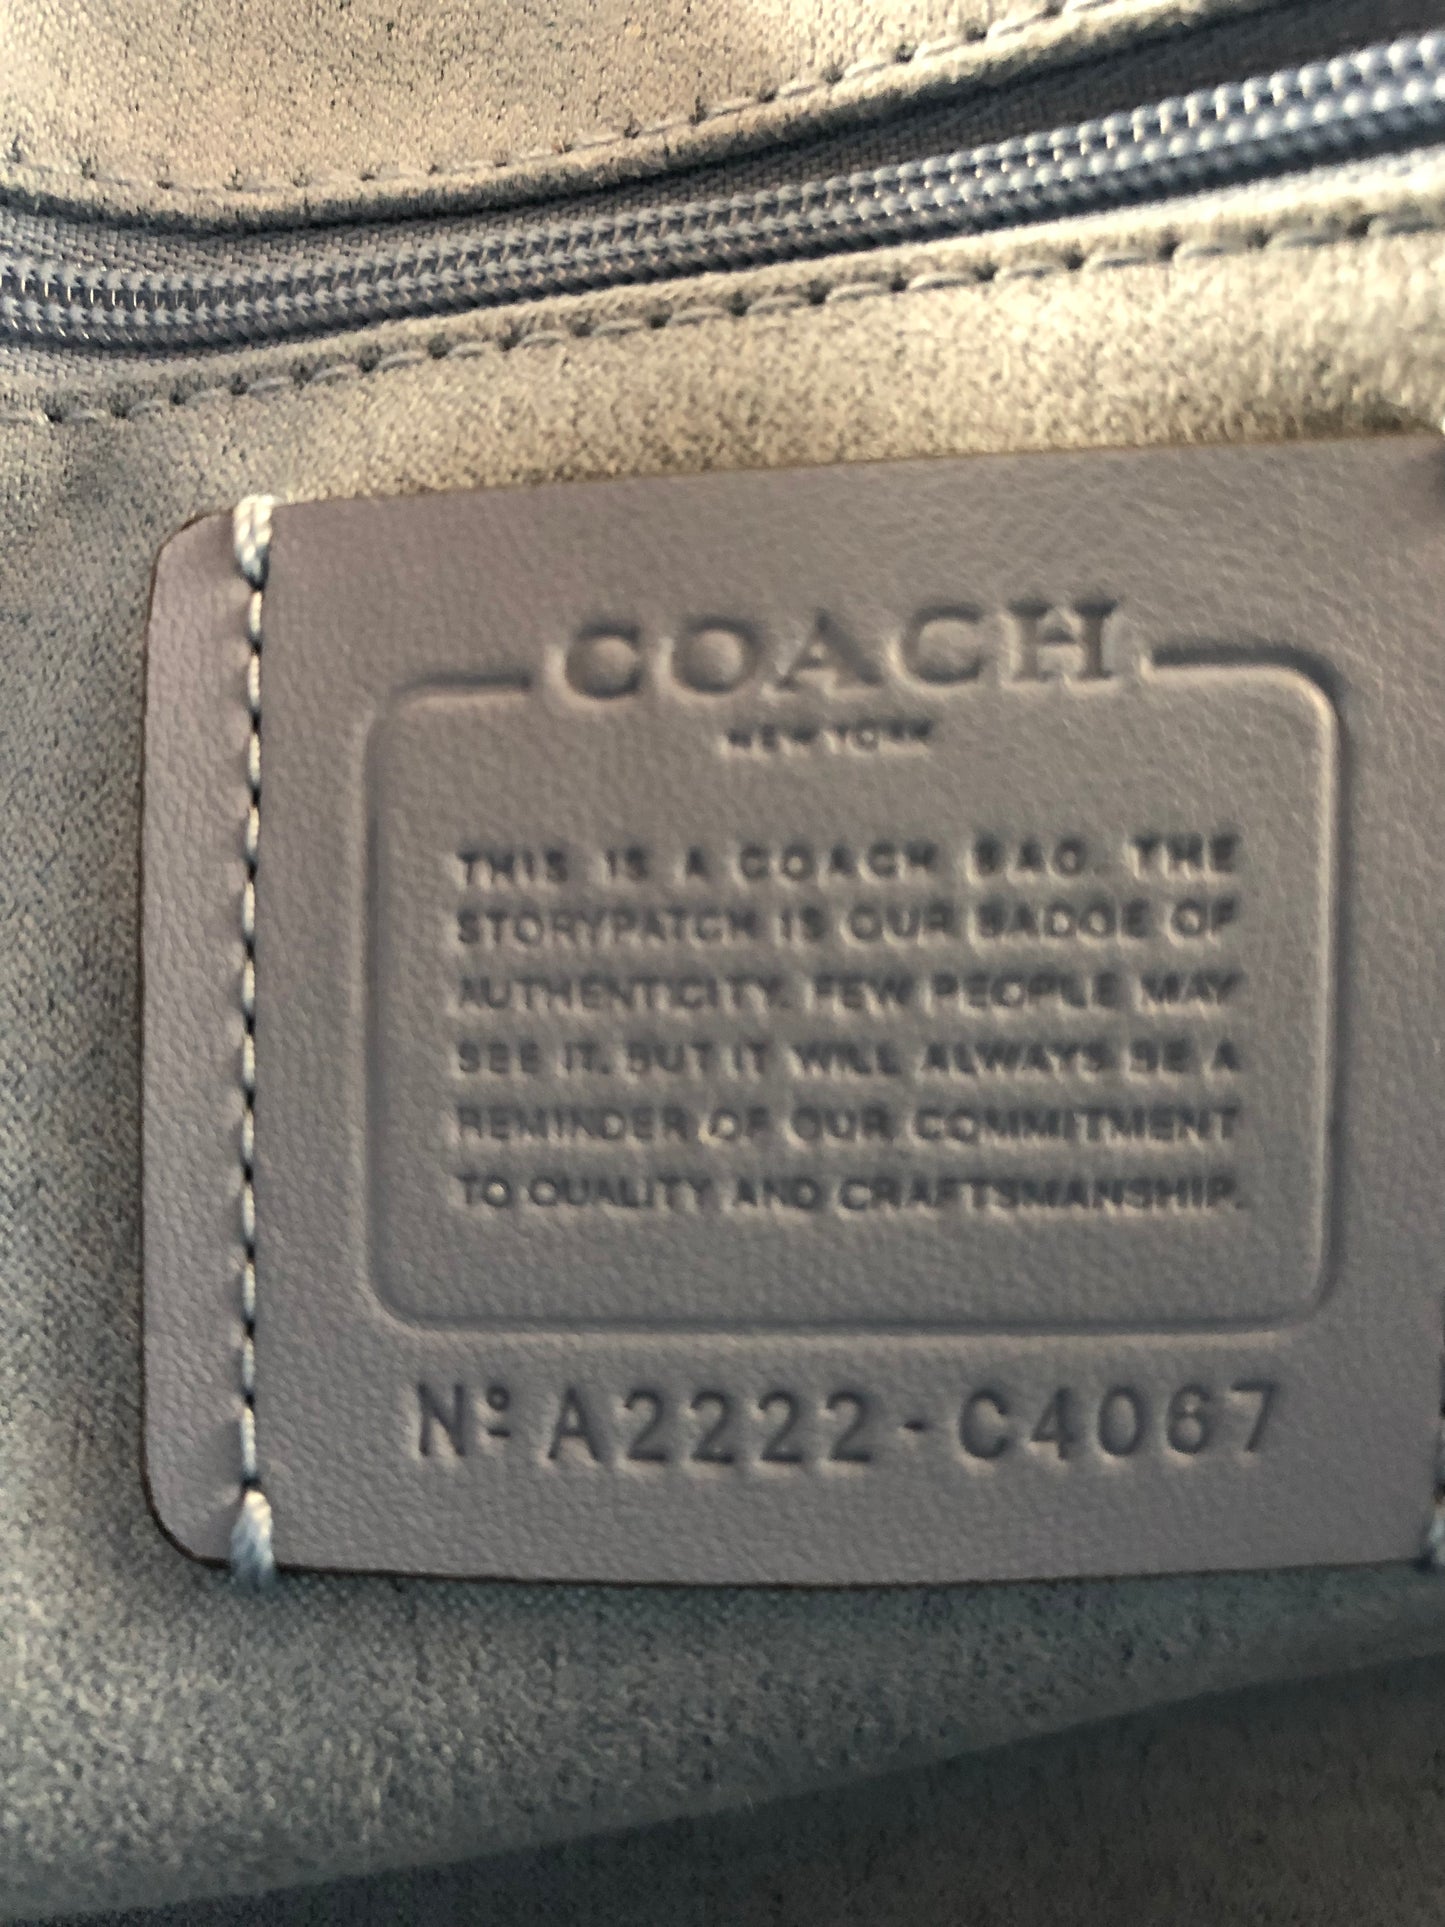 COACH
NEW YORK
THIS IS A COACH BAG. THE
STORYPATCH IS OUR BADGE OF
AUTHENTICITY. FEW PEOPLE MAY
SEE IT. BUT IT WILL ALWAYS BE A
REMINDER OF OUR COMMITMENT
TO QUALITY AND CRAFTSMANSHIP.
Nº A2222-C4067